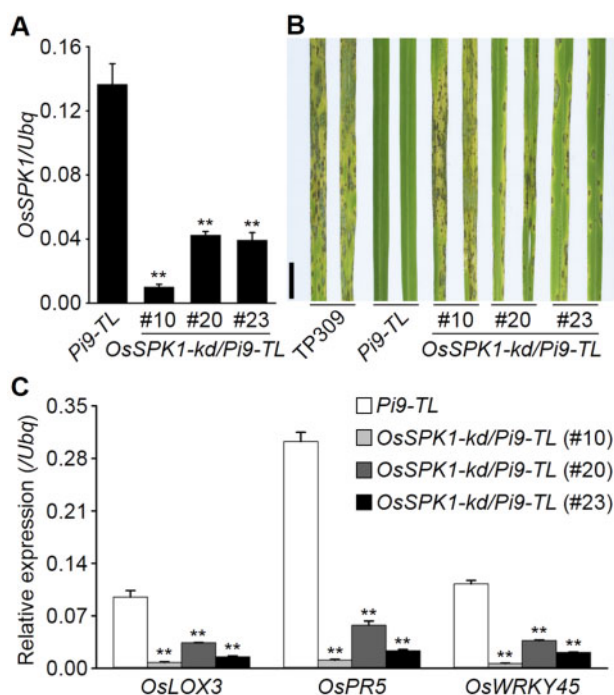 A
OsSPK1/Ubq
0.16
0.12
0.08
0.04
0.00
**
**
**
Pi9-TL
#10 #20 #23
OsSPK1-kd/Pi9-TL
B
TP309
Pi9-TL
#10 #20 #23
OsSPK1-kd/Pi9-TL
C
Relative expression (/Ubq)
0.35
0.28
0.21
0.14
0.07
0.00
Pi9-TL
OsSPK1-kd/Pi9-TL (#10)
OsSPK1-kd/Pi9-TL (#20)
OsSPK1-kd/Pi9-TL (#23)
** ** **
** ** **
** ** **
OsLOX3 OsPR5 OsWRKY45